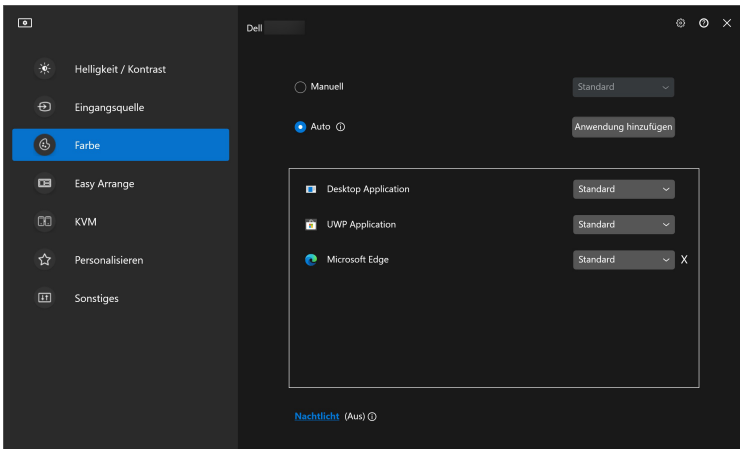 Dell
Helligkeit / Kontrast
Eingangsquelle
Farbe
Easy Arrange
KVM
Personalisieren
Sonstiges
Manuell
Standard
Auto
Anwendung hinzufügen
Desktop Application
Standard
UWP Application
Standard
Microsoft Edge
Standard
X
Nachtlicht (Aus)